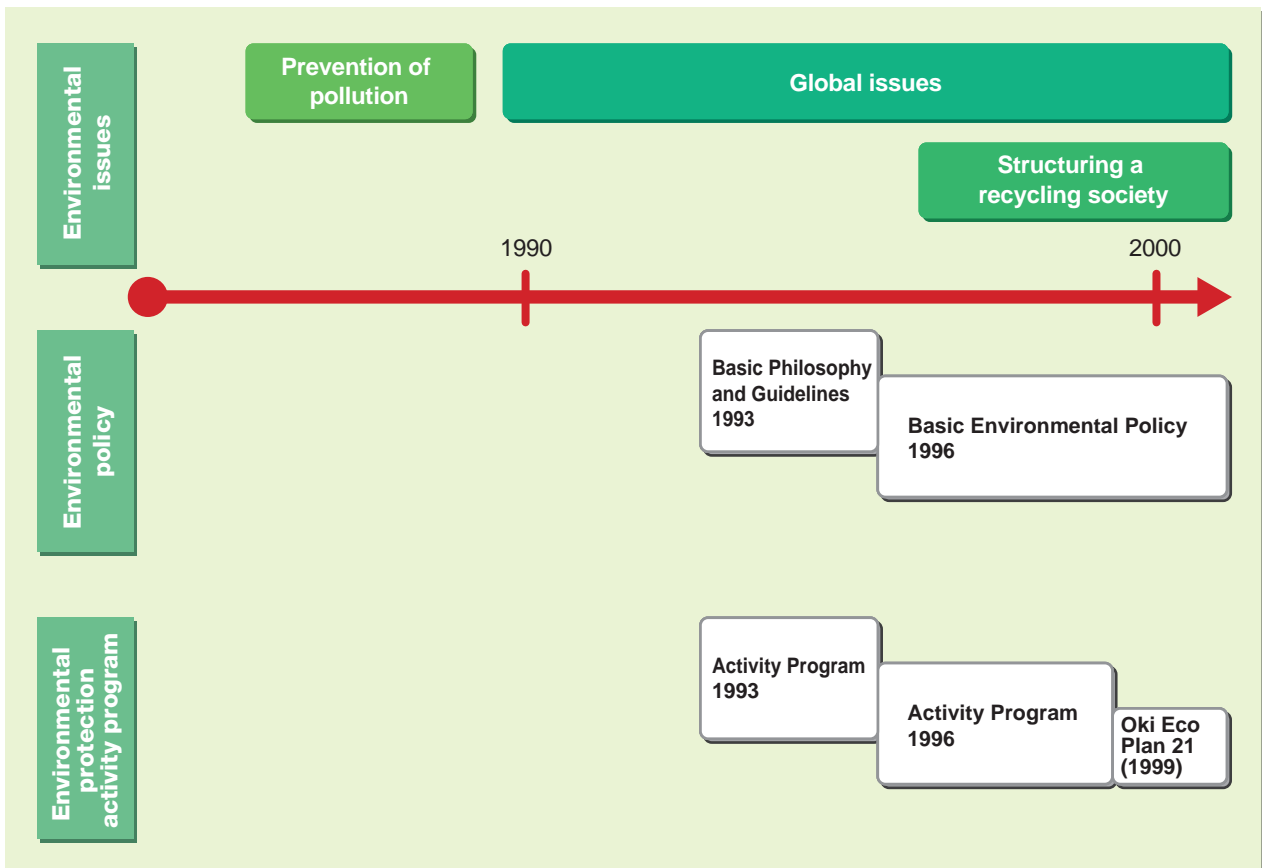 Environmental
issues
Prevention of
pollution
Global issues
Structuring a
recycling society
1990
2000
Environmental
policy
Basic Philosophy
and Guidelines
1993
Basic Environmental Policy
1996
Environmental
protection
activity program
Activity Program
1993
Activity Program
1996
Oki Eco
Plan 21
(1999)